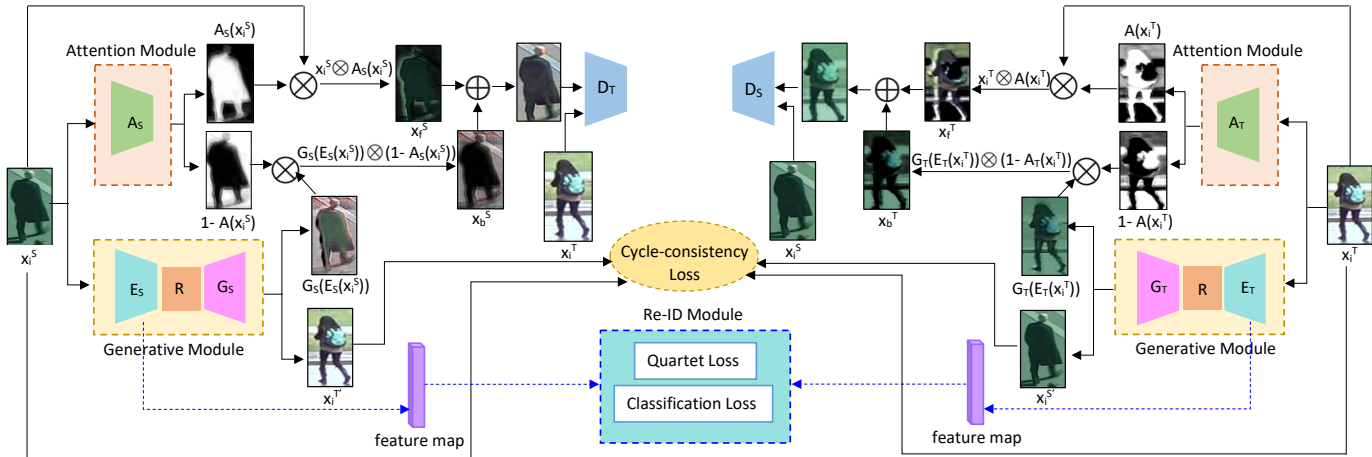 A_S(x_i^S)
Attention Module
A_S
x_i^S ⊗ A_S(x_i^S)
x_f^S
D_T
1- A(x_i^S)
G_S(E_S(x_i^S)) ⊗ (1- A_S(x_i^S))
x_b^S
x_i^T
x_i^S
E_S
R
G_S
Generative Module
G_S(E_S(x_i^S))
x_i^T'
feature map
Cycle-consistency
Loss
Re-ID Module
Quartet Loss
Classification Loss
D_S
x_i^S
x_f^T
x_i^T ⊗ A(x_i^T)
A(x_i^T)
Attention Module
A_T
x_b^T
G_T(E_T(x_i^T)) ⊗ (1- A_T(x_i^T))
1- A(x_i^T)
x_i^T
G_T(E_T(x_i^T))
G_T
R
E_T
Generative Module
x_i^S'
feature map